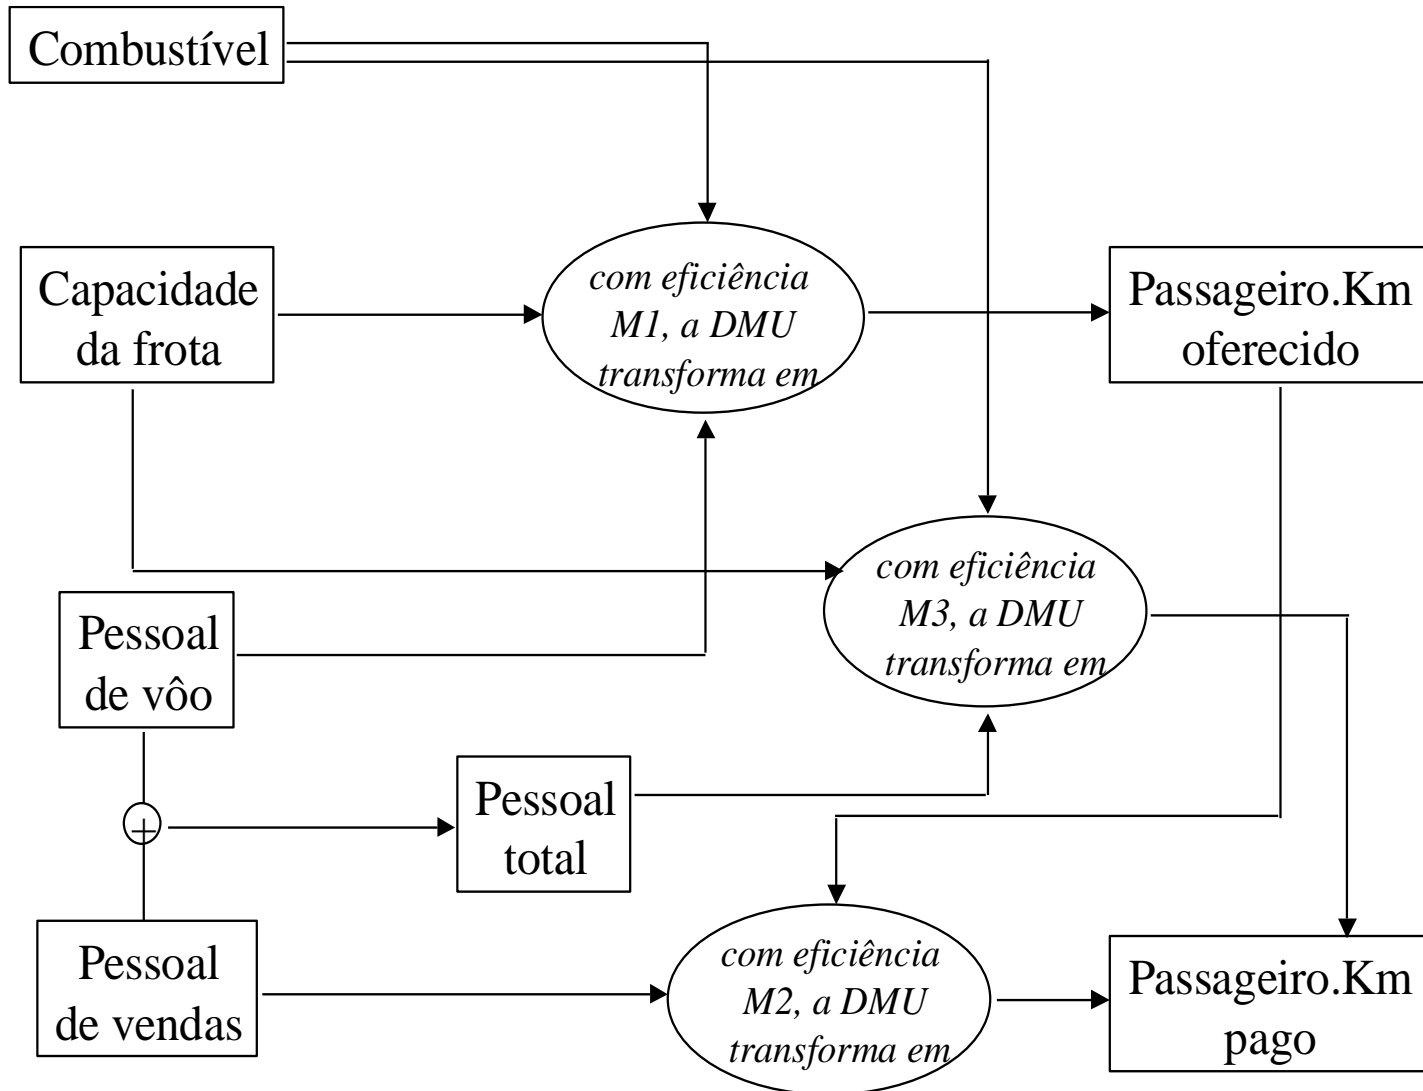 Combustível
Capacidade
da frota
com eficiência
M1, a DMU
transforma em
Passageiro.Km
oferecido
com eficiência
M3, a DMU
transforma em
Pessoal
de vôo
+
Pessoal
total
Pessoal
de vendas
com eficiência
M2, a DMU
transforma em
Passageiro.Km
pago